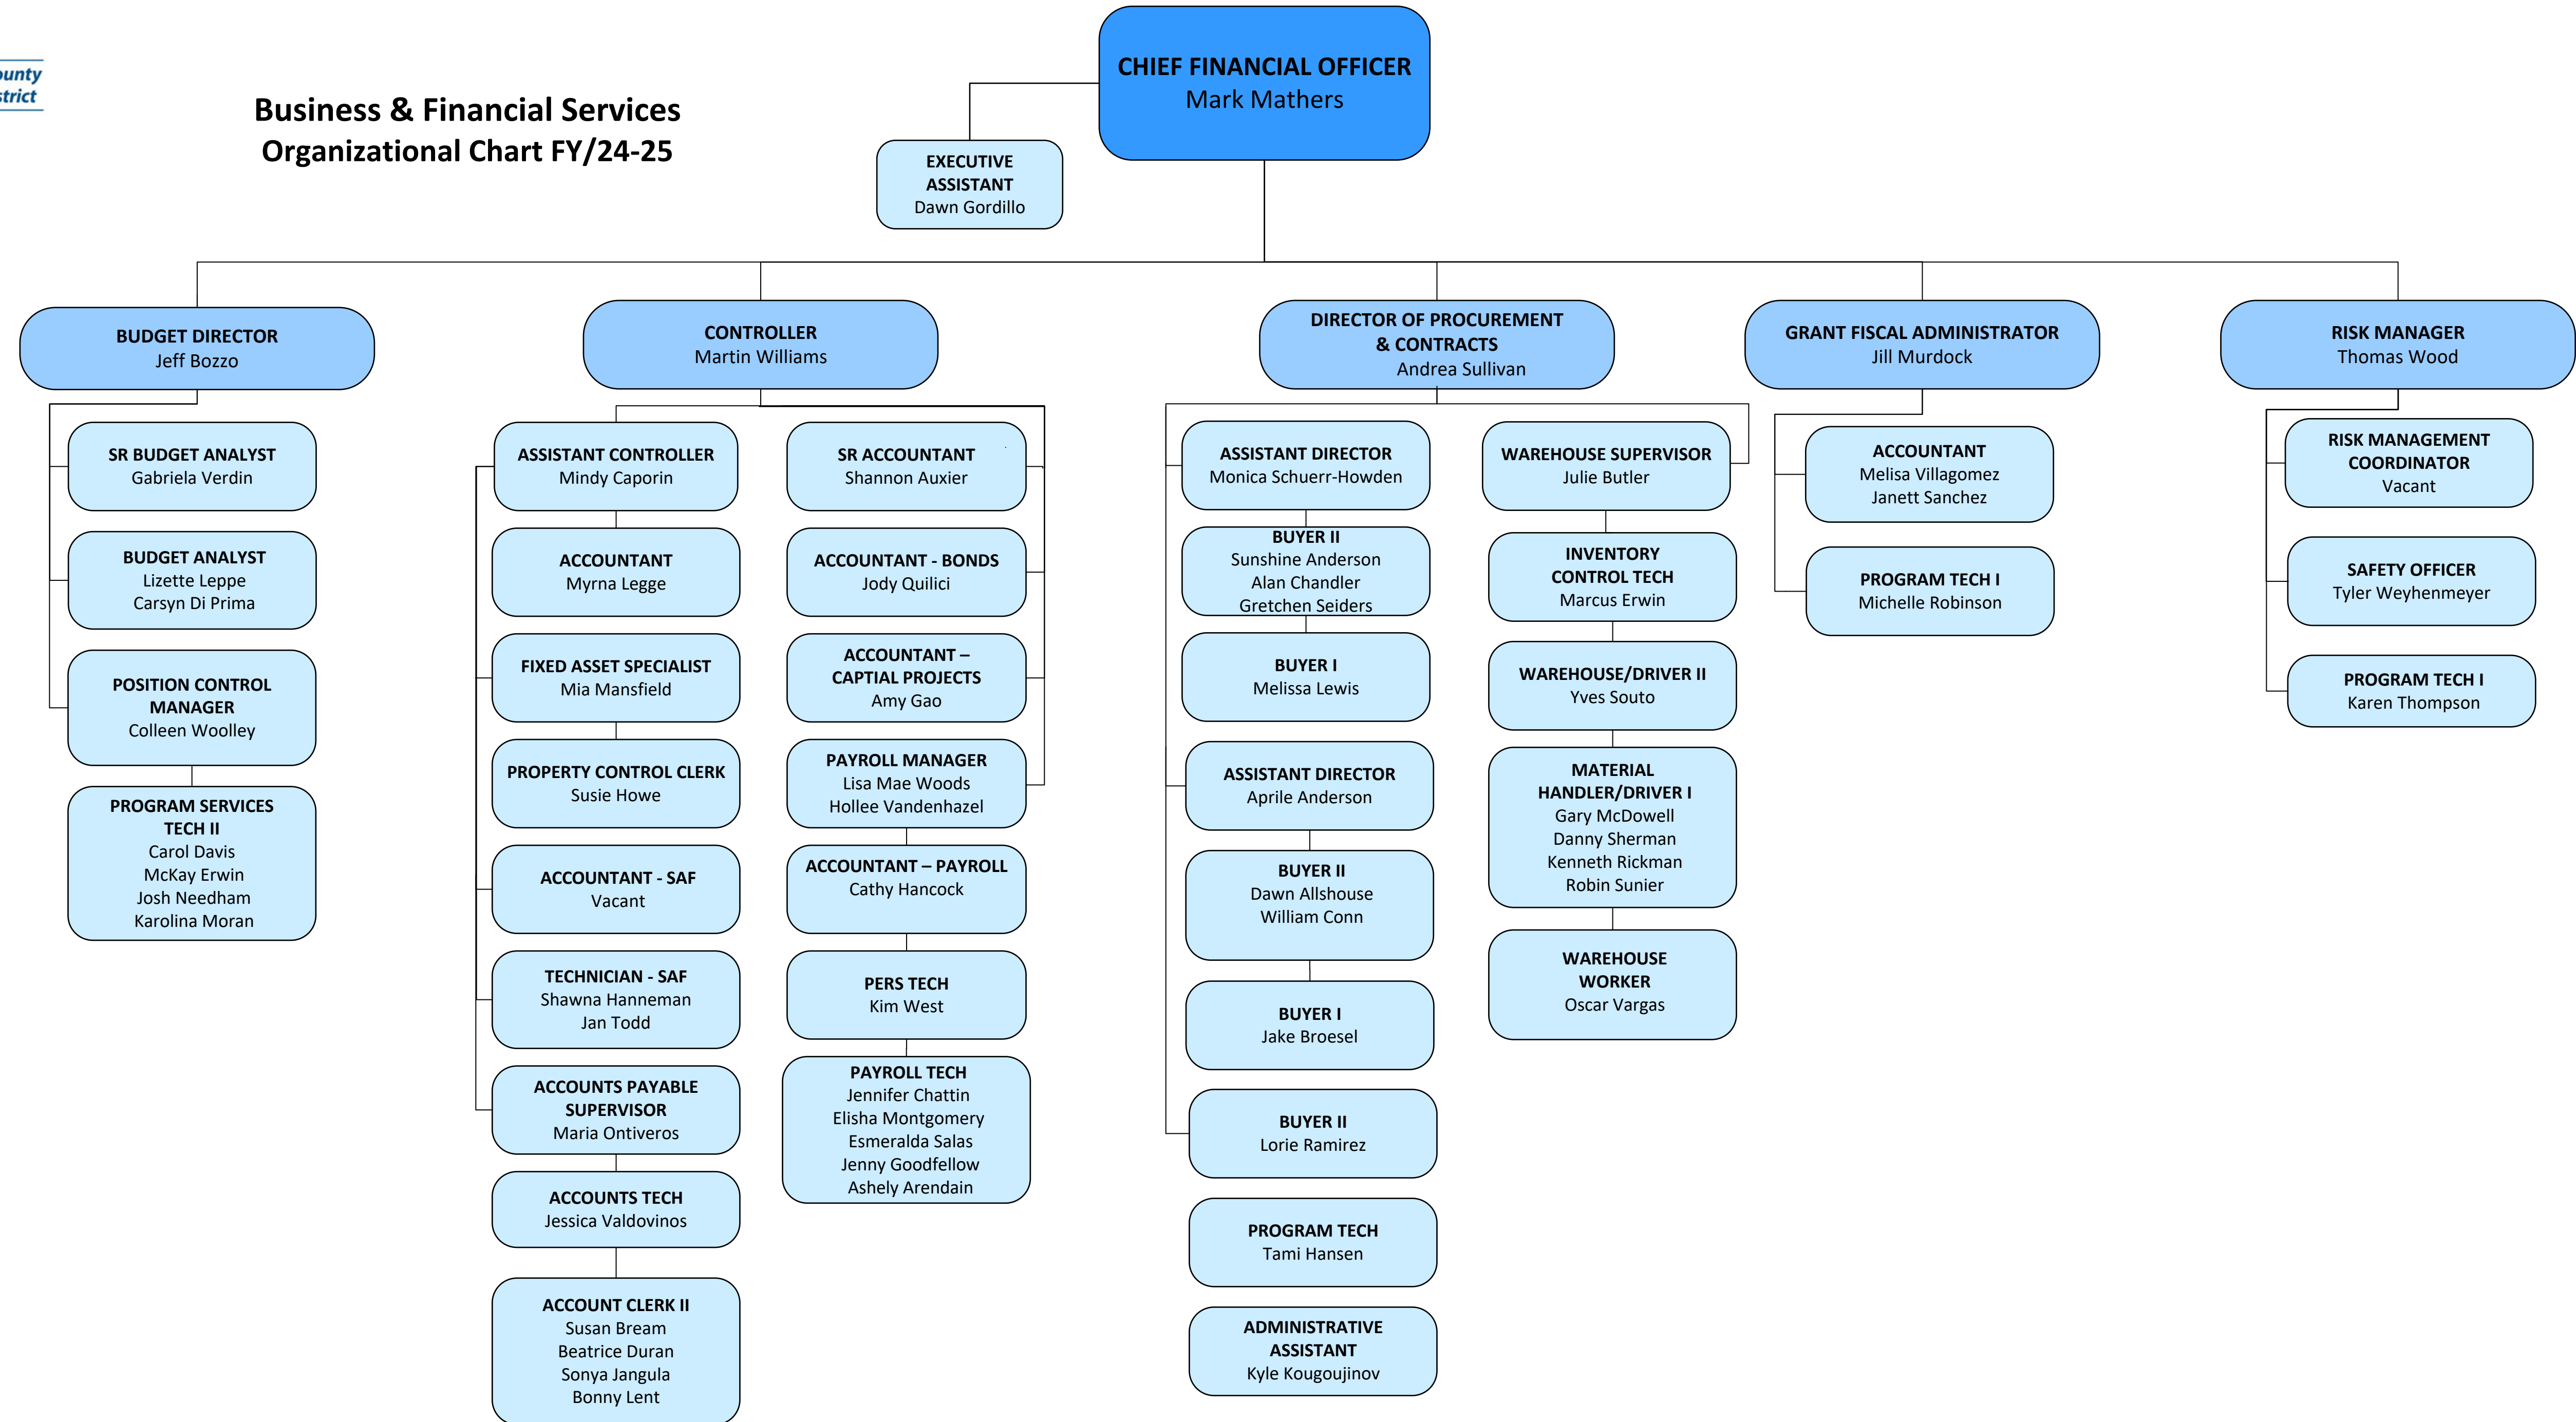 ounty
strict
Business & Financial Services
Organizational Chart FY/24-25
CHIEF FINANCIAL OFFICER
Mark Mathers
EXECUTIVE
ASSISTANT
Dawn Gordillo
BUDGET DIRECTOR
Jeff Bozzo
SR BUDGET ANALYST
Gabriela Verdin
BUDGET ANALYST
Lizette Leppe
Carsyn Di Prima
POSITION CONTROL
MANAGER
Colleen Woolley
PROGRAM SERVICES
TECH II
Carol Davis
McKay Erwin
Josh Needham
Karolina Moran
CONTROLLER
Martin Williams
ASSISTANT CONTROLLER
Mindy Caporin
ACCOUNTANT
Myrna Legge
FIXED ASSET SPECIALIST
Mia Mansfield
PROPERTY CONTROL CLERK
Susie Howe
ACCOUNTANT - SAF
Vacant
TECHNICIAN - SAF
Shawna Hanneman
Jan Todd
ACCOUNTS PAYABLE
SUPERVISOR
Maria Ontiveros
ACCOUNTS TECH
Jessica Valdovinos
ACCOUNT CLERK II
Susan Bream
Beatrice Duran
Sonya Jangula
Bonny Lent
SR ACCOUNTANT
Shannon Auxier
ACCOUNTANT - BONDS
Jody Quilici
ACCOUNTANT –
CAPTIAL PROJECTS
Amy Gao
PAYROLL MANAGER
Lisa Mae Woods
Hollee Vandenhazel
ACCOUNTANT – PAYROLL
Cathy Hancock
PERS TECH
Kim West
PAYROLL TECH
Jennifer Chattin
Elisha Montgomery
Esmeralda Salas
Jenny Goodfellow
Ashely Arendain
DIRECTOR OF PROCUREMENT
& CONTRACTS
Andrea Sullivan
ASSISTANT DIRECTOR
Monica Schuerr-Howden
BUYER II
Sunshine Anderson
Alan Chandler
Gretchen Seiders
BUYER I
Melissa Lewis
ASSISTANT DIRECTOR
Aprile Anderson
BUYER II
Dawn Allshouse
William Conn
BUYER I
Jake Broesel
BUYER II
Lorie Ramirez
PROGRAM TECH
Tami Hansen
ADMINISTRATIVE
ASSISTANT
Kyle Kougoujinov
WAREHOUSE SUPERVISOR
Julie Butler
INVENTORY
CONTROL TECH
Marcus Erwin
WAREHOUSE/DRIVER II
Yves Souto
MATERIAL
HANDLER/DRIVER I
Gary McDowell
Danny Sherman
Kenneth Rickman
Robin Sunier
WAREHOUSE
WORKER
Oscar Vargas
GRANT FISCAL ADMINISTRATOR
Jill Murdock
ACCOUNTANT
Melisa Villagomez
Janett Sanchez
PROGRAM TECH I
Michelle Robinson
RISK MANAGER
Thomas Wood
RISK MANAGEMENT
COORDINATOR
Vacant
SAFETY OFFICER
Tyler Weyhenmeyer
PROGRAM TECH I
Karen Thompson